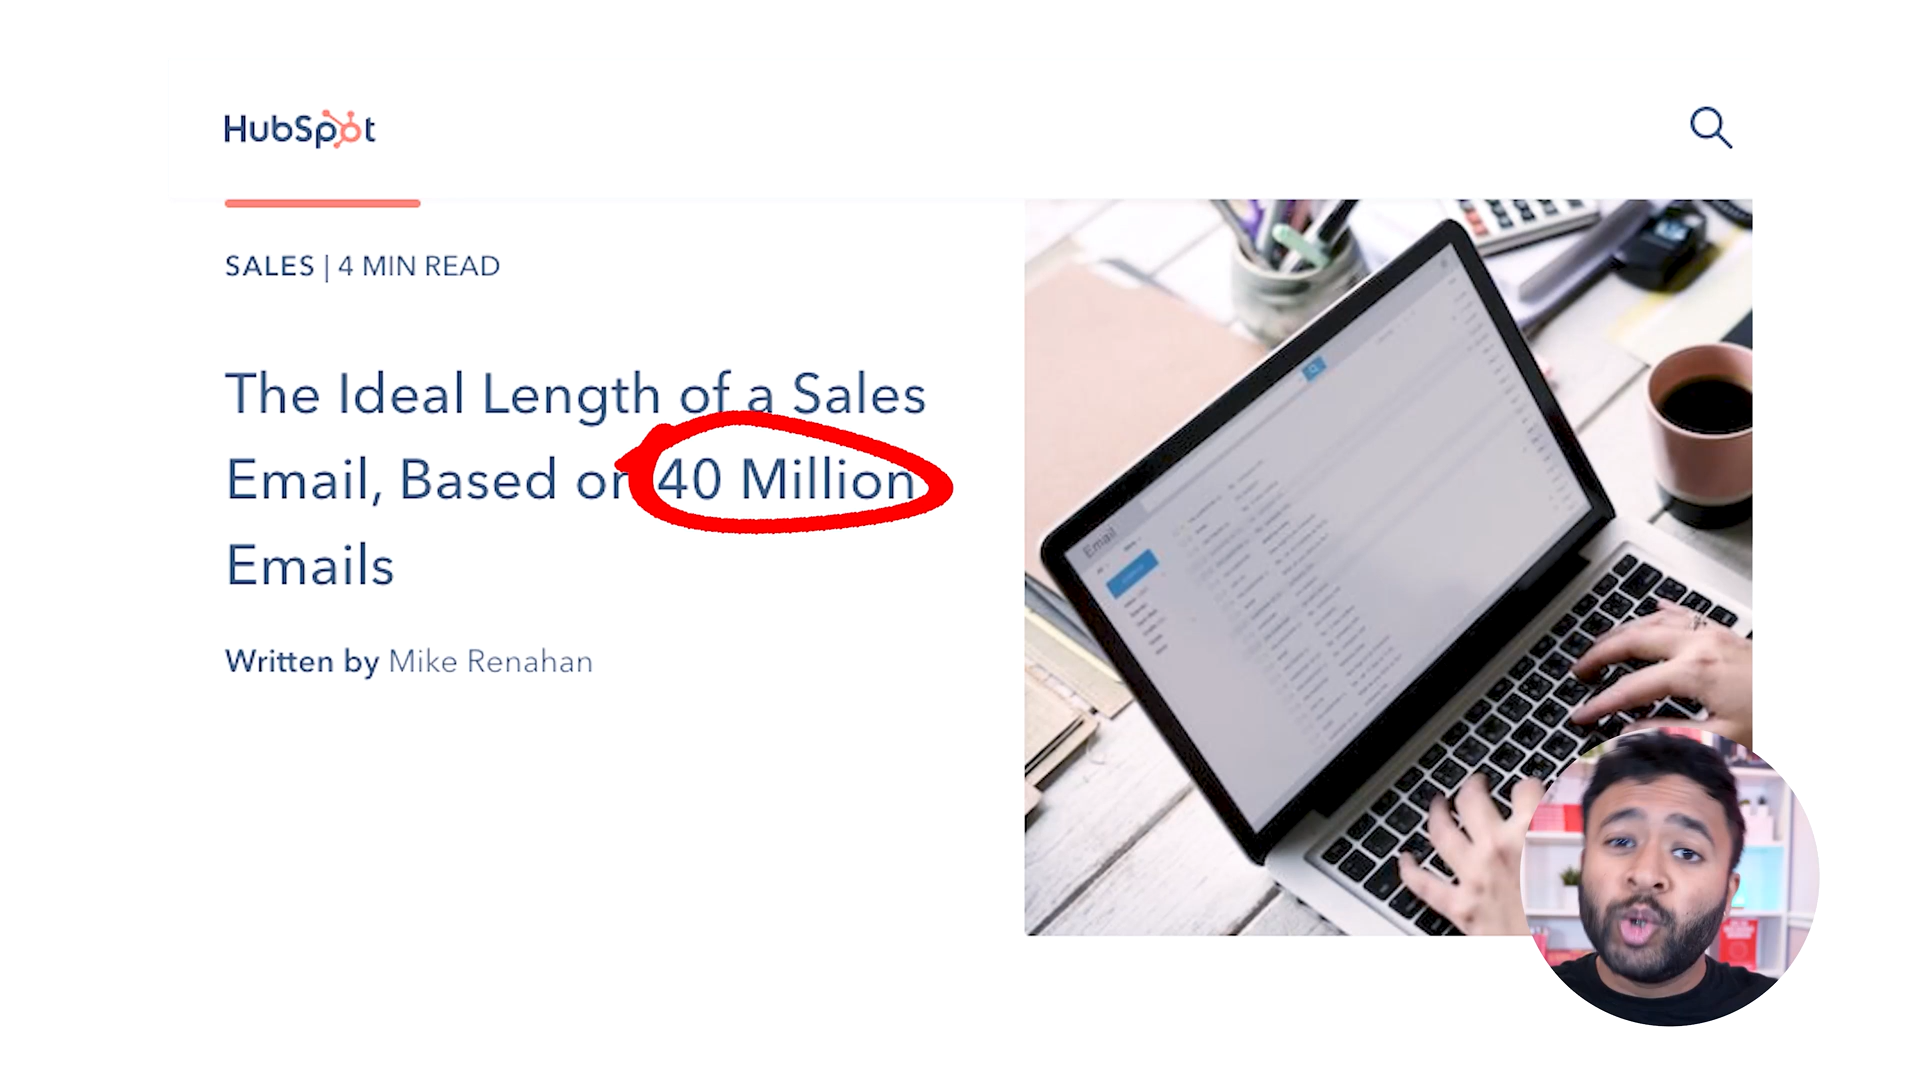 HubSpot
SALES | 4 MIN READ
The Ideal Length of a Sales
Email, Based on 40 Million
Emails
Written by Mike Renahan
Email